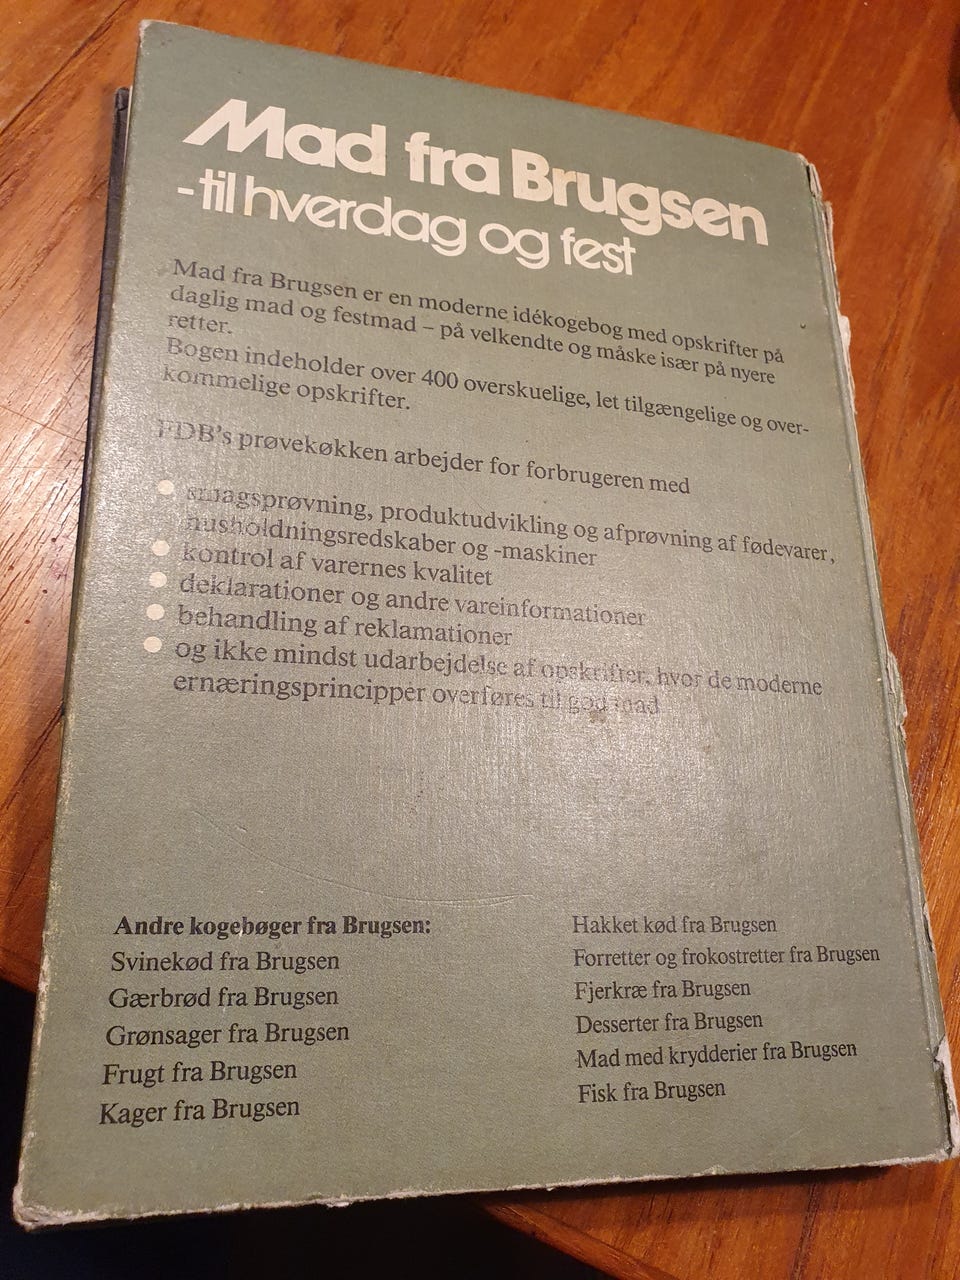 Mad fra Brugsen
- til hverdag og fest
Mad fra Brugsen er en moderne idékogebog med opskrifter på
daglig mad og festmad – på velkendte og måske især på nyere
retter.
Bogen indeholder over 400 overskuelige, let tilgængelige og over-
kommelige opskrifter.
FDB's prøvekøkken arbejder for forbrugeren med
• smagsprøvning, produktudvikling og afprøvning af fødevarer,
husholdningsredskaber og -maskiner
• kontrol af varernes kvalitet
• deklarationer og andre vareinformationer
• behandling af reklamationer
• og ikke mindst udarbejdelse af opskrifter, hvor de moderne
ernæringsprincipper overføres til god mad
Andre kogebøger fra Brugsen:
Svinekød fra Brugsen
Gærbrød fra Brugsen
Grønsager fra Brugsen
Frugt fra Brugsen
Kager fra Brugsen
Hakket kød fra Brugsen
Forretter og frokostretter fra Brugsen
Fjerkræ fra Brugsen
Desserter fra Brugsen
Mad med krydderier fra Brugsen
Fisk fra Brugsen